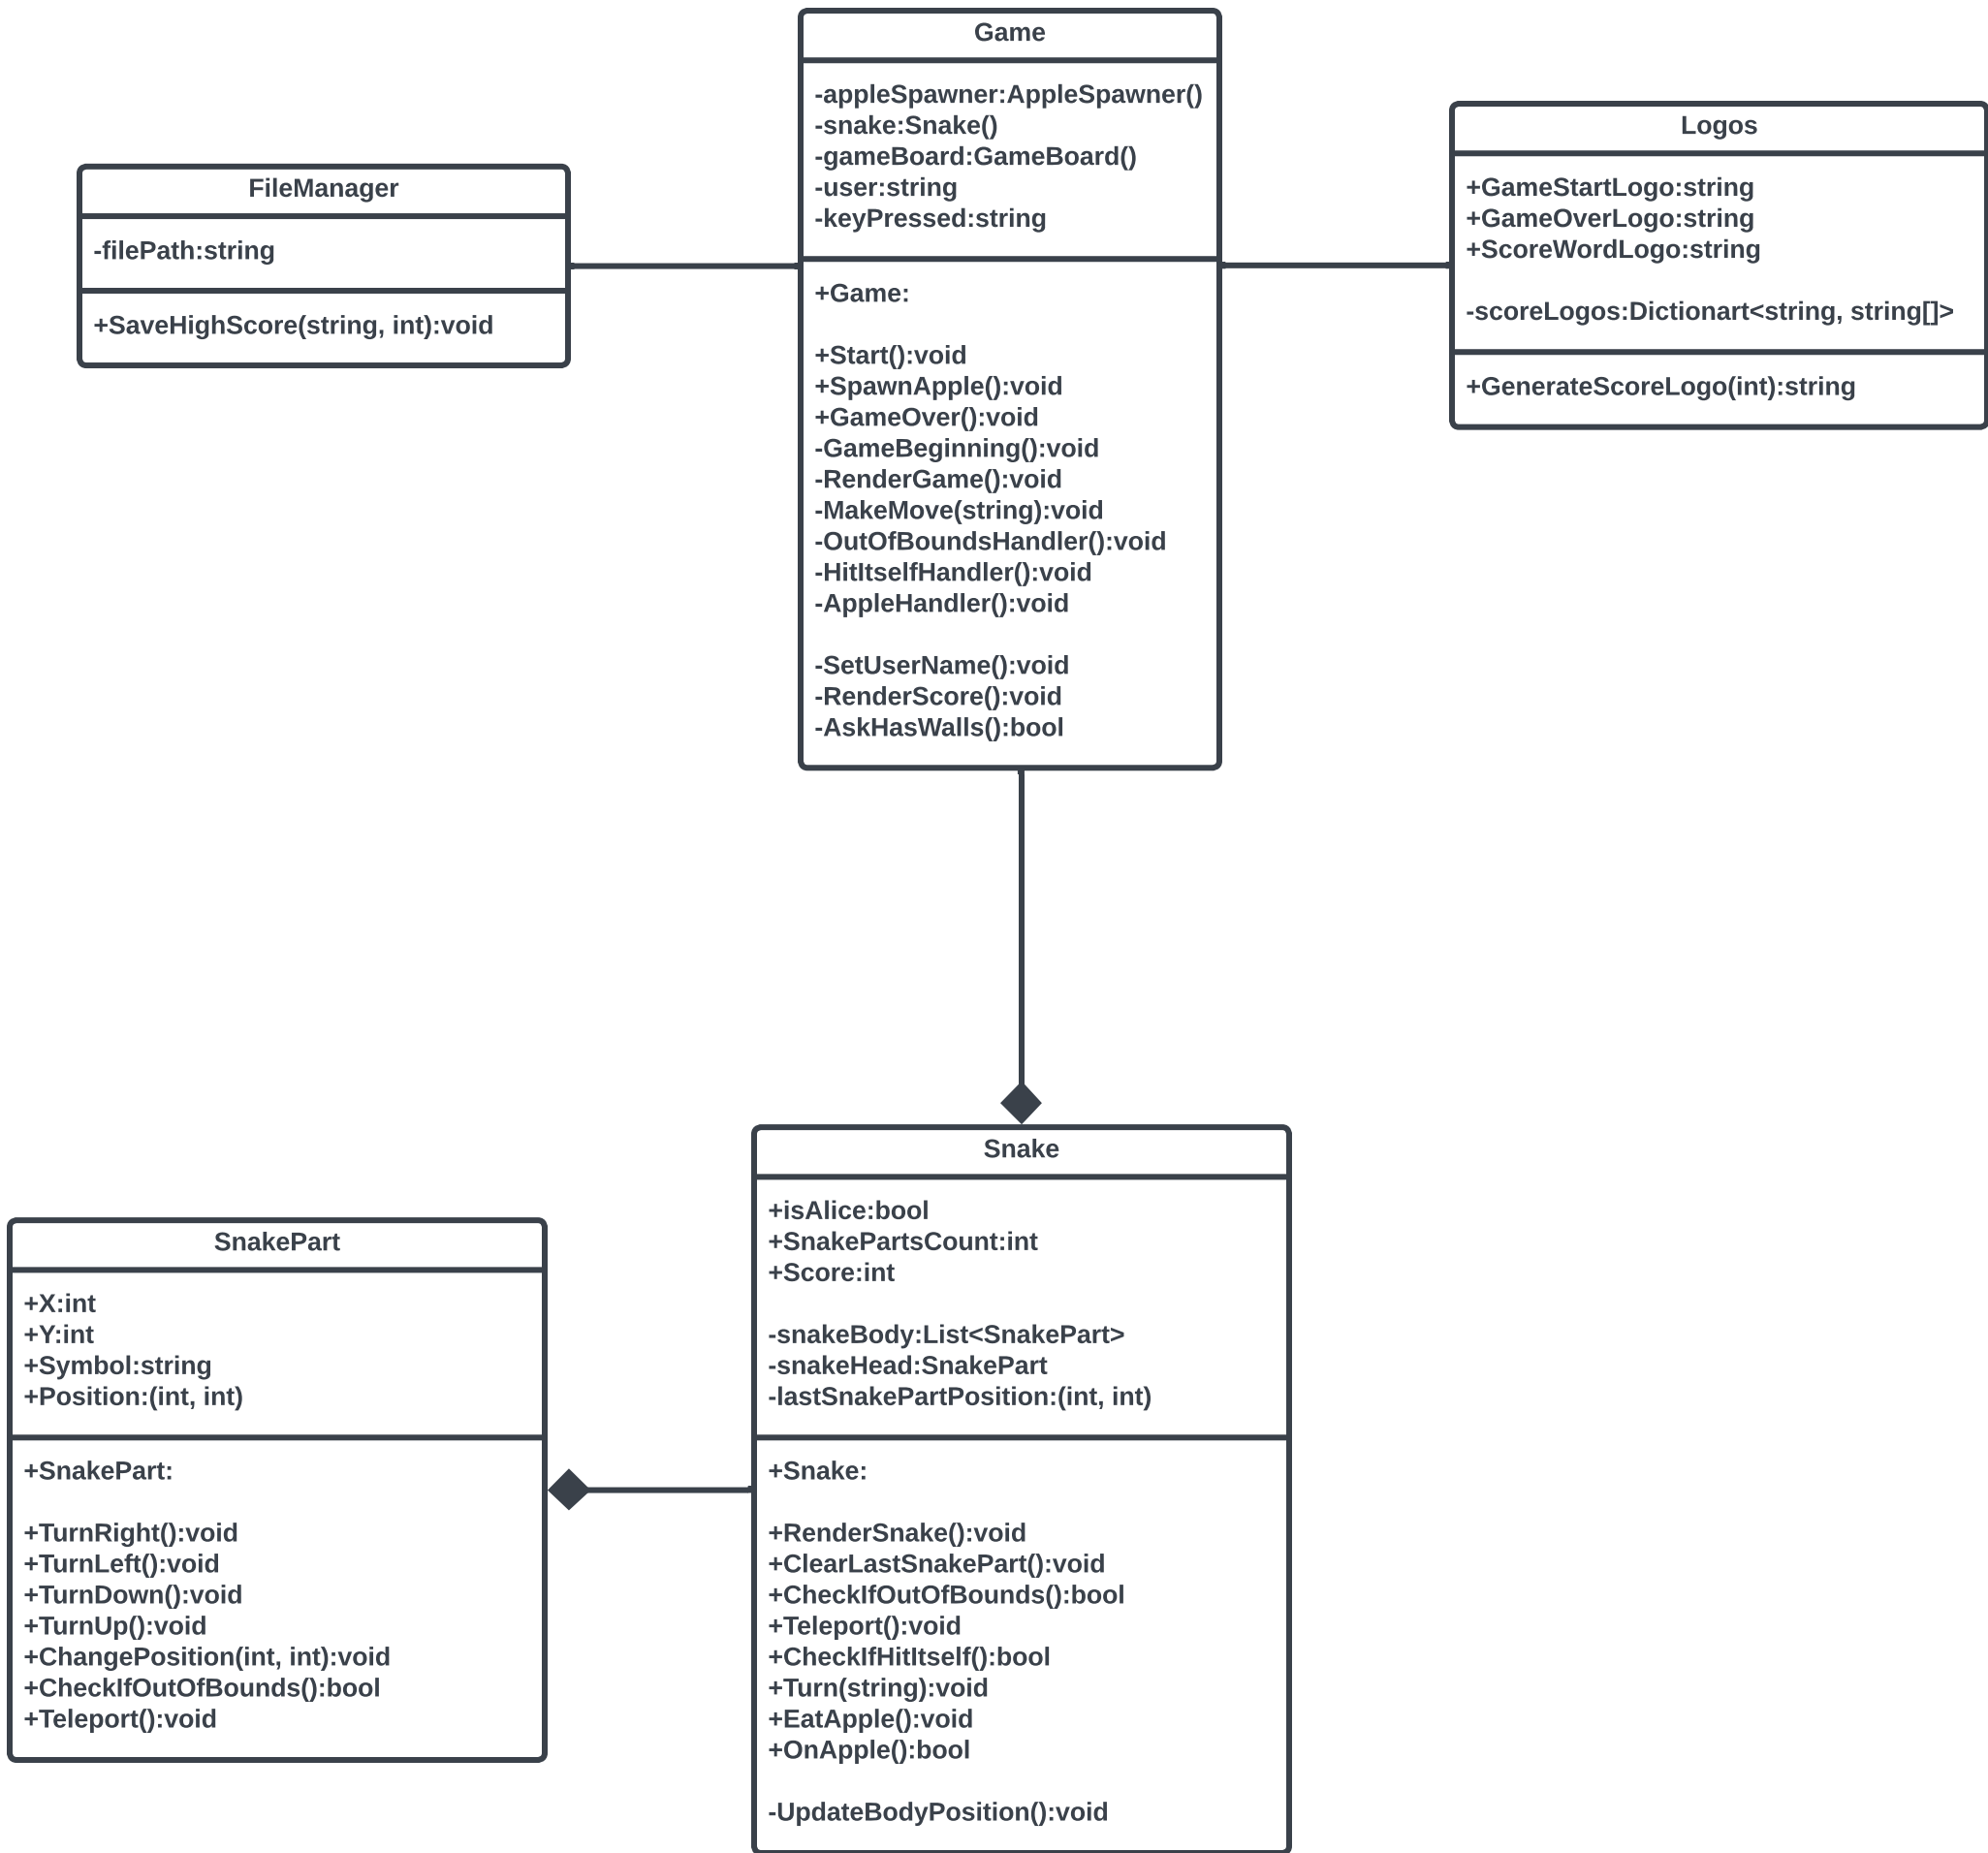 Game
-appleSpawner:AppleSpawner()
-snake:Snake()
-gameBoard:GameBoard()
-user:string
-keyPressed:string
+Game:
+Start():void
+SpawnApple():void
+GameOver():void
-GameBeginning():void
-RenderGame():void
-MakeMove(string):void
-OutOfBoundsHandler():void
-HitItselfHandler():void
-AppleHandler():void
-SetUserName():void
-RenderScore():void
-AskHasWalls():bool
FileManager
-filePath:string
+SaveHighScore(string, int):void
Logos
+GameStartLogo:string
+GameOverLogo:string
+ScoreWordLogo:string
-scoreLogos:Dictionart<string, string[]>
+GenerateScoreLogo(int):string
SnakePart
+X:int
+Y:int
+Symbol:string
+Position:(int, int)
+SnakePart:
+TurnRight():void
+TurnLeft():void
+TurnDown():void
+TurnUp():void
+ChangePosition(int, int):void
+CheckIfOutOfBounds():bool
+Teleport():void
Snake
+isAlice:bool
+SnakePartsCount:int
+Score:int
-snakeBody:List<SnakePart>
-snakeHead:SnakePart
-lastSnakePartPosition:(int, int)
+Snake:
+RenderSnake():void
+ClearLastSnakePart():void
+CheckIfOutOfBounds():bool
+Teleport():void
+CheckIfHitItself():bool
+Turn(string):void
+EatApple():void
+OnApple():bool
-UpdateBodyPosition():void